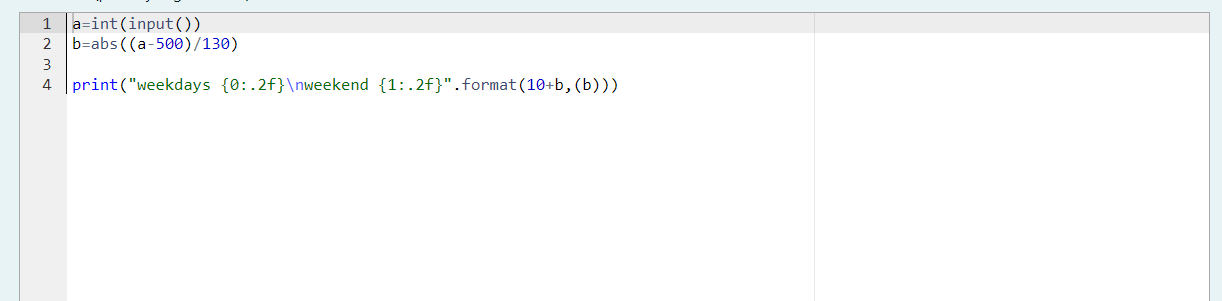 1 a=int(input())
2 b=abs((a-500)/130)
3
4 print("weekdays {0:.2f}\nweekend {1:.2f}".format(10+b,(b)))